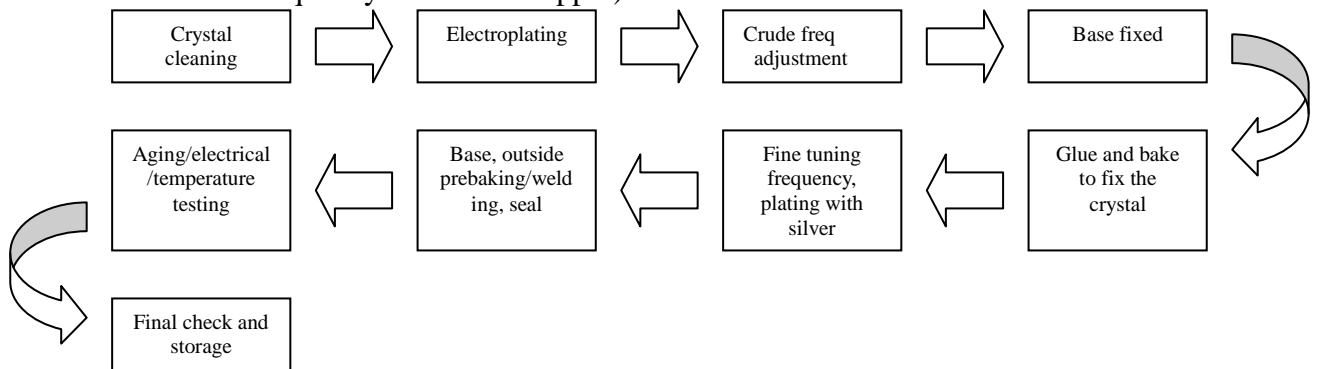 Crystal
cleaning
Electroplating
Crude freq
adjustment
Base fixed
Aging/electrical
/temperature
testing
Base, outside
prebaking/weld
ing, seal
Fine tuning
frequency,
plating with
silver
Glue and bake
to fix the
crystal
Final check and
storage